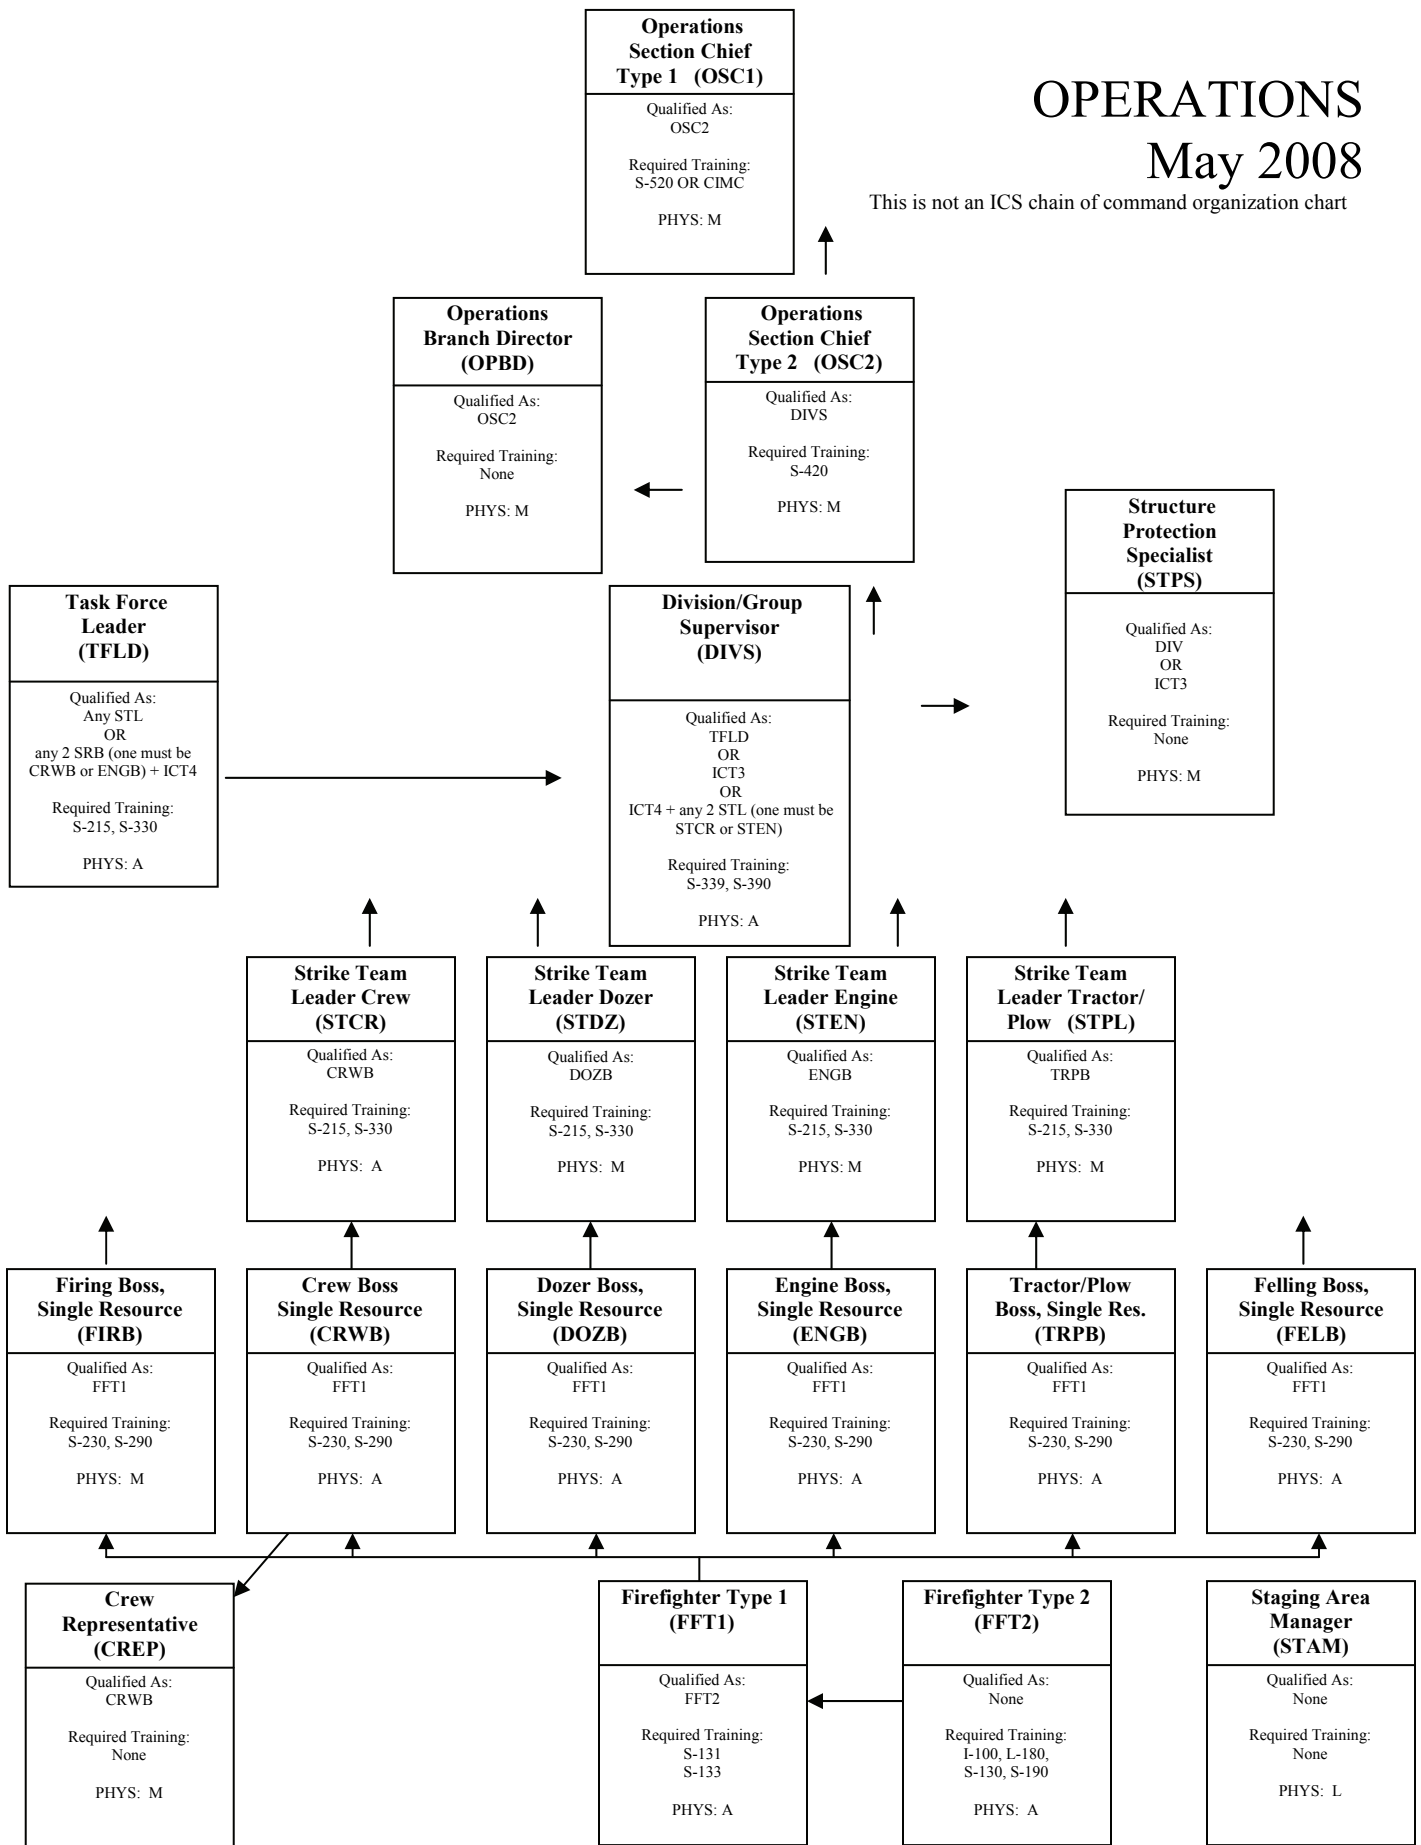 Operations
Section Chief
Type 1 (OSC1)
Qualified As:
OSC2
Required Training:
S-520 OR CIMC
PHYS: M
OPERATIONS
May 2008
This is not an ICS chain of command organization chart
Operations
Branch Director
(OPBD)
Qualified As:
OSC2
Required Training:
None
PHYS: M
Operations
Section Chief
Type 2 (OSC2)
Qualified As:
DIVS
Required Training:
S-420
PHYS: M
Structure
Protection
Specialist
(STPS)
Qualified As:
DIV
OR
ICT3
Required Training:
None
PHYS: M
Task Force
Leader
(TFLD)
Qualified As:
Any STL
OR
any 2 SRB (one must be
CRWB or ENGB) + ICT4
Required Training:
S-215, S-330
PHYS: A
Division/Group
Supervisor
(DIVS)
Qualified As:
TFLD
OR
ICT3
OR
ICT4 + any 2 STL (one must be
STCR or STEN)
Required Training:
S-339, S-390
PHYS: A
Strike Team
Leader Crew
(STCR)
Qualified As:
CRWB
Required Training:
S-215, S-330
PHYS: A
Strike Team
Leader Dozer
(STDZ)
Qualified As:
DOZB
Required Training:
S-215, S-330
PHYS: M
Strike Team
Leader Engine
(STEN)
Qualified As:
ENGB
Required Training:
S-215, S-330
PHYS: M
Strike Team
Leader Tractor/
Plow (STPL)
Qualified As:
TRPB
Required Training:
S-215, S-330
PHYS: M
Firing Boss,
Single Resource
(FIRB)
Qualified As:
FFT1
Required Training:
S-230, S-290
PHYS: M
Crew Boss
Single Resource
(CRWB)
Qualified As:
FFT1
Required Training:
S-230, S-290
PHYS: A
Dozer Boss,
Single Resource
(DOZB)
Qualified As:
FFT1
Required Training:
S-230, S-290
PHYS: A
Engine Boss,
Single Resource
(ENGB)
Qualified As:
FFT1
Required Training:
S-230, S-290
PHYS: A
Tractor/Plow
Boss, Single Res.
(TRPB)
Qualified As:
FFT1
Required Training:
S-230, S-290
PHYS: A
Felling Boss,
Single Resource
(FELB)
Qualified As:
FFT1
Required Training:
S-230, S-290
PHYS: A
Crew
Representative
(CREP)
Qualified As:
CRWB
Required Training:
None
PHYS: M
Firefighter Type 1
(FFT1)
Qualified As:
FFT2
Required Training:
S-131
S-133
PHYS: A
Firefighter Type 2
(FFT2)
Qualified As:
None
Required Training:
I-100, L-180,
S-130, S-190
PHYS: A
Staging Area
Manager
(STAM)
Qualified As:
None
Required Training:
None
PHYS: L